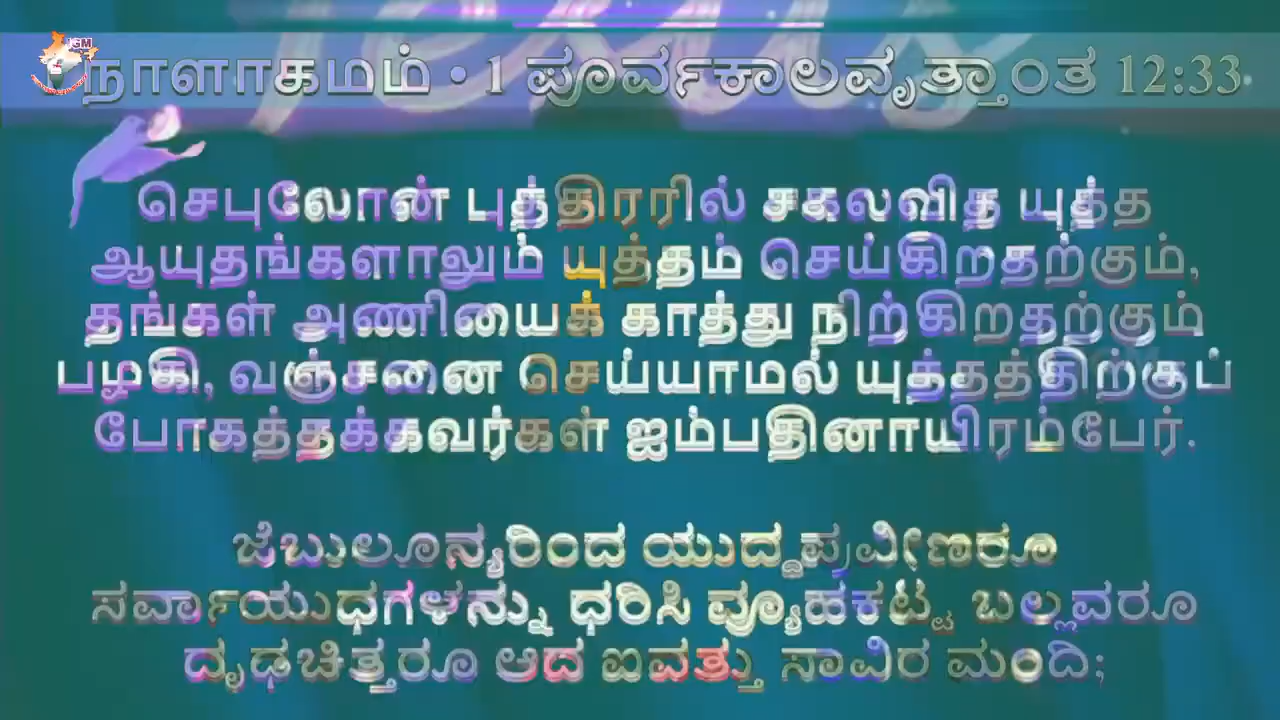 நாளாகமம் · 1 ಪೂರ್ವಕಾಲವೃತ್ತಾಂತ 12:33
செபுலோன் புத்திரரில் சகலவித யுத்த
ஆயுதங்களாலும் யுத்தம் செய்கிறதற்கும்,
தங்கள் அணியைக் காத்து நிற்கிறதற்கும்
பழகி, வஞ்சனை செய்யாமல் யுத்தத்திற்குப்
போகத்தக்கவர்கள் ஐம்பதினாயிரம்பேர்.
ಜೆಬುಲೂನ್ಯರಿಂದ ಯುದ್ಧಪ್ರವೀಣರೂ
ಸರ್ವಾಯುಧಗಳನ್ನು ಧರಿಸಿ ವ್ಯೂಹಕಟ್ಟ ಬಲ್ಲವರೂ
ದೃಢಚಿತ್ತರೂ ಆದ ಐವತ್ತು ಸಾವಿರ ಮಂದಿ;